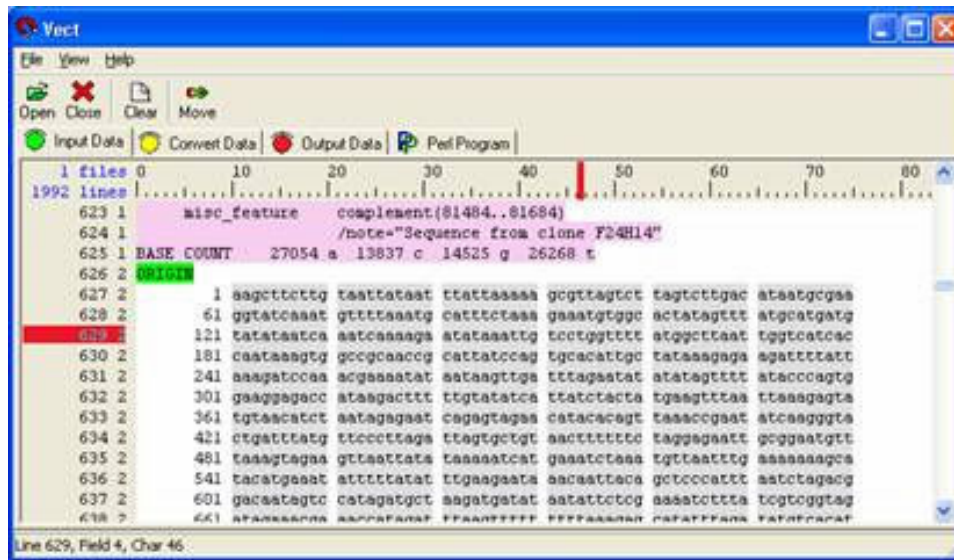 Vect
File View Help
Open Close Clear Move
Input Data Convert Data Output Data Perl Program
1 files 0 10 20 30 40 50 60 70 80
1992 lines
623 1 misc_feature complement(81484..81684)
624 1 /note="Sequence from clone F24H14"
625 1 BASE COUNT 27054 a 13837 c 14525 g 26268 t
626 2 ORIGIN
627 2 1 aagcttcttg taattataat ttattaaaaa gcgttagtct tagtcttgac ataatgcgaa
628 2 61 ggtatcaaat gttttaaatg catttctaaa gaaatgtggc actatagttt atgcatgatg
629 2 121 tatataatca aatcaaaaga atataaattg tcctggtttt atggcttaat tggtcatcac
630 2 181 caataaagtg gccgcaaccg cattatccag tgcacattgc tataaagaga agattttatt
631 2 241 aaagatccaa acgaaaatat aataagttga tttagaatat atatagtttt atacccagtg
632 2 301 gaaggagacc ataagacttt ttgtatatca ttatctacta tgaagtttaa ttaaagagta
633 2 361 tgtaacatct aatagagaat cagagtagaa catacacagt taaaccgaat atcaagggta
634 2 421 ctgatttatg ttcccttaga ttagtgctgt aacttttttc taggagaatt gcggaatgtt
635 2 481 taaagtagaa gttaattata taaaaatcat gaaatctaaa tgttaatttg aaaaaaagca
636 2 541 tacatgaaat atttttatat ttgaagaata aacaattaca gctcccattt aatctagacg
637 2 601 gacaatagtc catagatgct aagatgatat aatattctcg aaaatcttta tcgtcggtag
638 2 661
Line 629, Field 4, Char 46